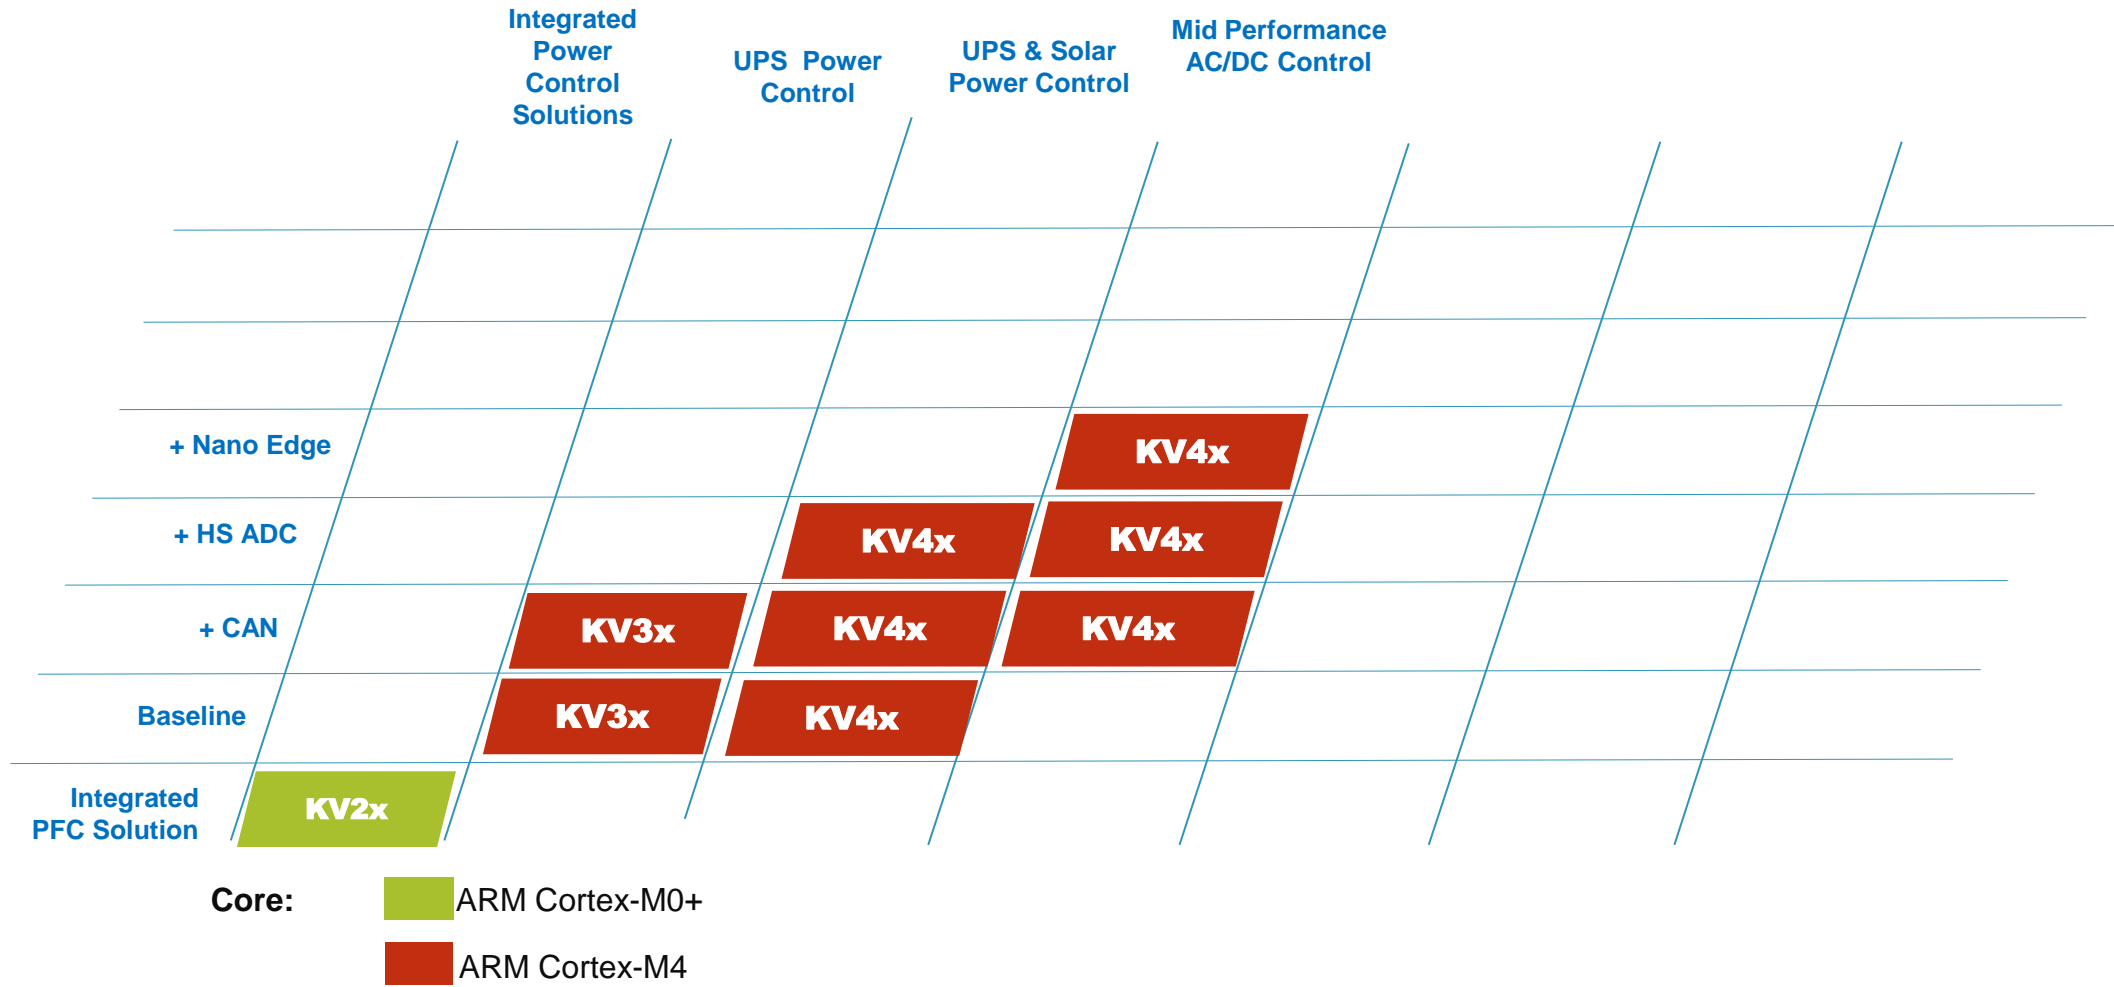 Integrated
Power
Control
Solutions
UPS  Power
Control
UPS & Solar
Power Control
Mid Performance
AC/DC Control
+ Nano Edge
KV4x
+ HS ADC
KV4x
KV4x
+ CAN
KV3x
KV4x
KV4x
Baseline
KV3x
KV4x
Integrated
PFC Solution
KV2x
Core:
ARM Cortex-M0+
ARM Cortex-M4